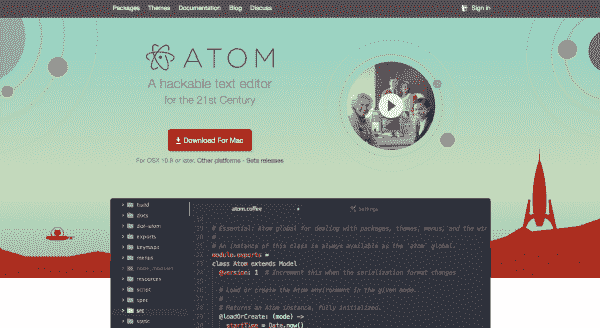 Packages Themes Documentation Blog Discuss Sign in
ATOM
A hackable text editor
for the 21st Century
Download For Mac
For OS X 10.8 or later. Other platforms - Beta releases
atom.coffee Settings
docs
dot-atom
exports
keymaps
menus
node_modules
resources
script
spec
src
static
# Essential: Atom global for dealing with packages, themes, menus, and the win
#
# An instance of this class is always available as the `atom` global.
module.exports =
class Atom extends Model
@version: 1 # Increment this when the serialization format changes
# Load or create the Atom environment in the given mode.
#
# Returns an Atom instance, fully initialized.
@loadOrCreate: (mode) ->
startTime = Date.now()